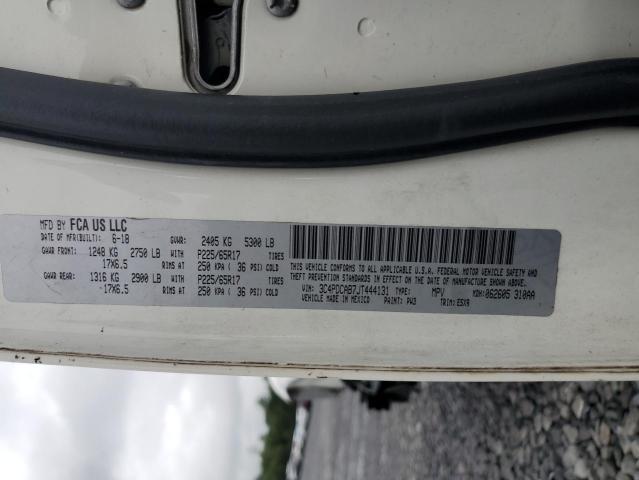 MFD BY FCA US LLC
DATE OF MFR(BUILT): 6-18 GVWR: 2405 KG 5300 LB
GAWR FRONT: 1248 KG 2750 LB WITH P225/65R17 TIRES
17X6.5 RIMS AT 250 KPA ( 36 PSI) COLD
GAWR REAR: 1316 KG 2900 LB WITH P225/65R17 TIRES
17X6.5 RIMS AT 250 KPA ( 36 PSI) COLD
THIS VEHICLE CONFORMS TO ALL APPLICABLE U.S.A. FEDERAL MOTOR VEHICLE SAFETY AND
THEFT PREVENTION STANDARDS IN EFFECT ON THE DATE OF MANUFACTURE SHOWN ABOVE.
VIN: 3C4PDCAB7JT444131 TYPE: MPV MDH: 062605 310AA
VEHICLE MADE IN MEXICO PAINT: PW3 TRIM: E5X9